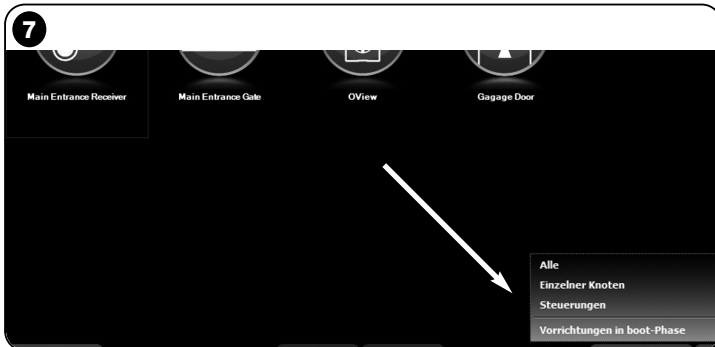 7
Main Entrance Receiver
Main Entrance Gate
OView
Gagage Door
Alle
Einzelner Knoten
Steuerungen
Vorrichtungen in boot-Phase